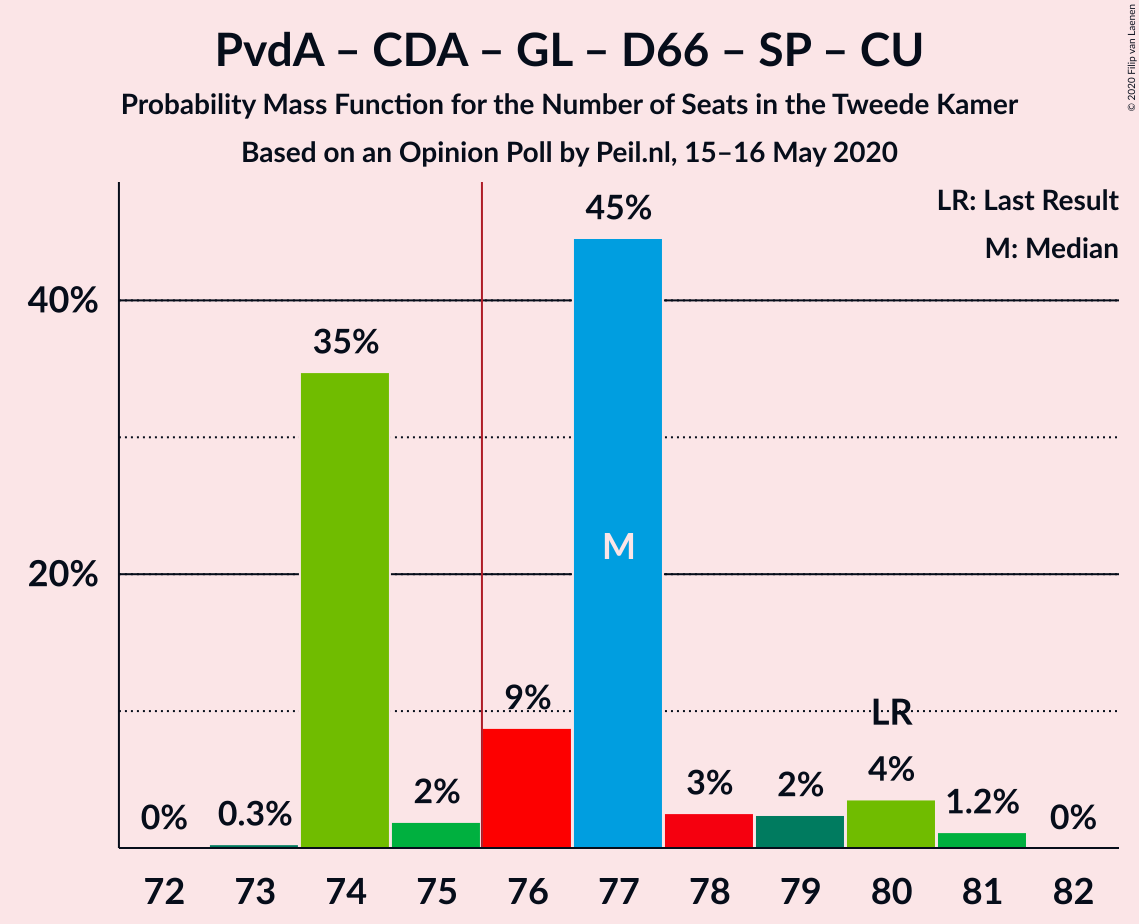 PvdA – CDA – GL – D66 – SP – CU
Probability Mass Function for the Number of Seats in the Tweede Kamer
Based on an Opinion Poll by Peil.nl, 15–16 May 2020
© 2020 Filip van Laenen
LR: Last Result
M: Median
40%
20%
0%
0.3%
35%
2%
9%
45%
M
3%
2%
LR
4%
1.2%
0%
72 73 74 75 76 77 78 79 80 81 82